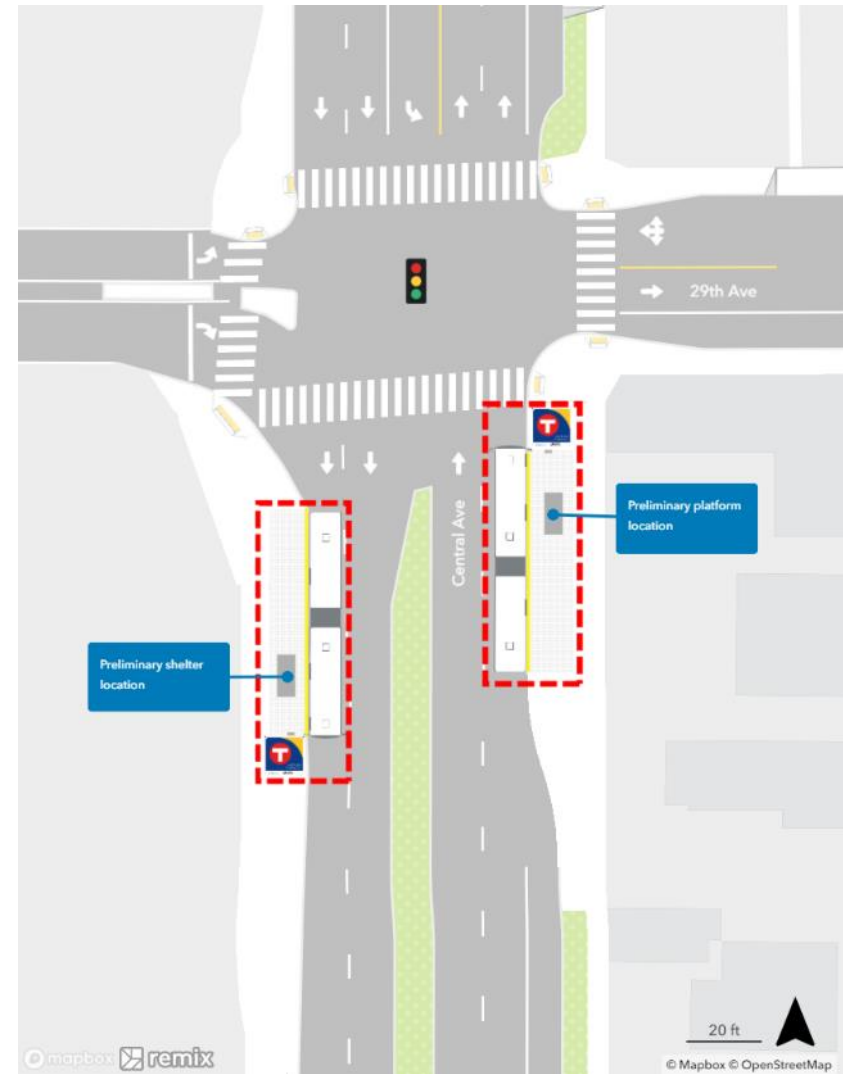 29th Ave
Central Ave
Preliminary platform
location
Preliminary shelter
location
T
T
mapbox remix
20 ft
© Mapbox © OpenStreetMap